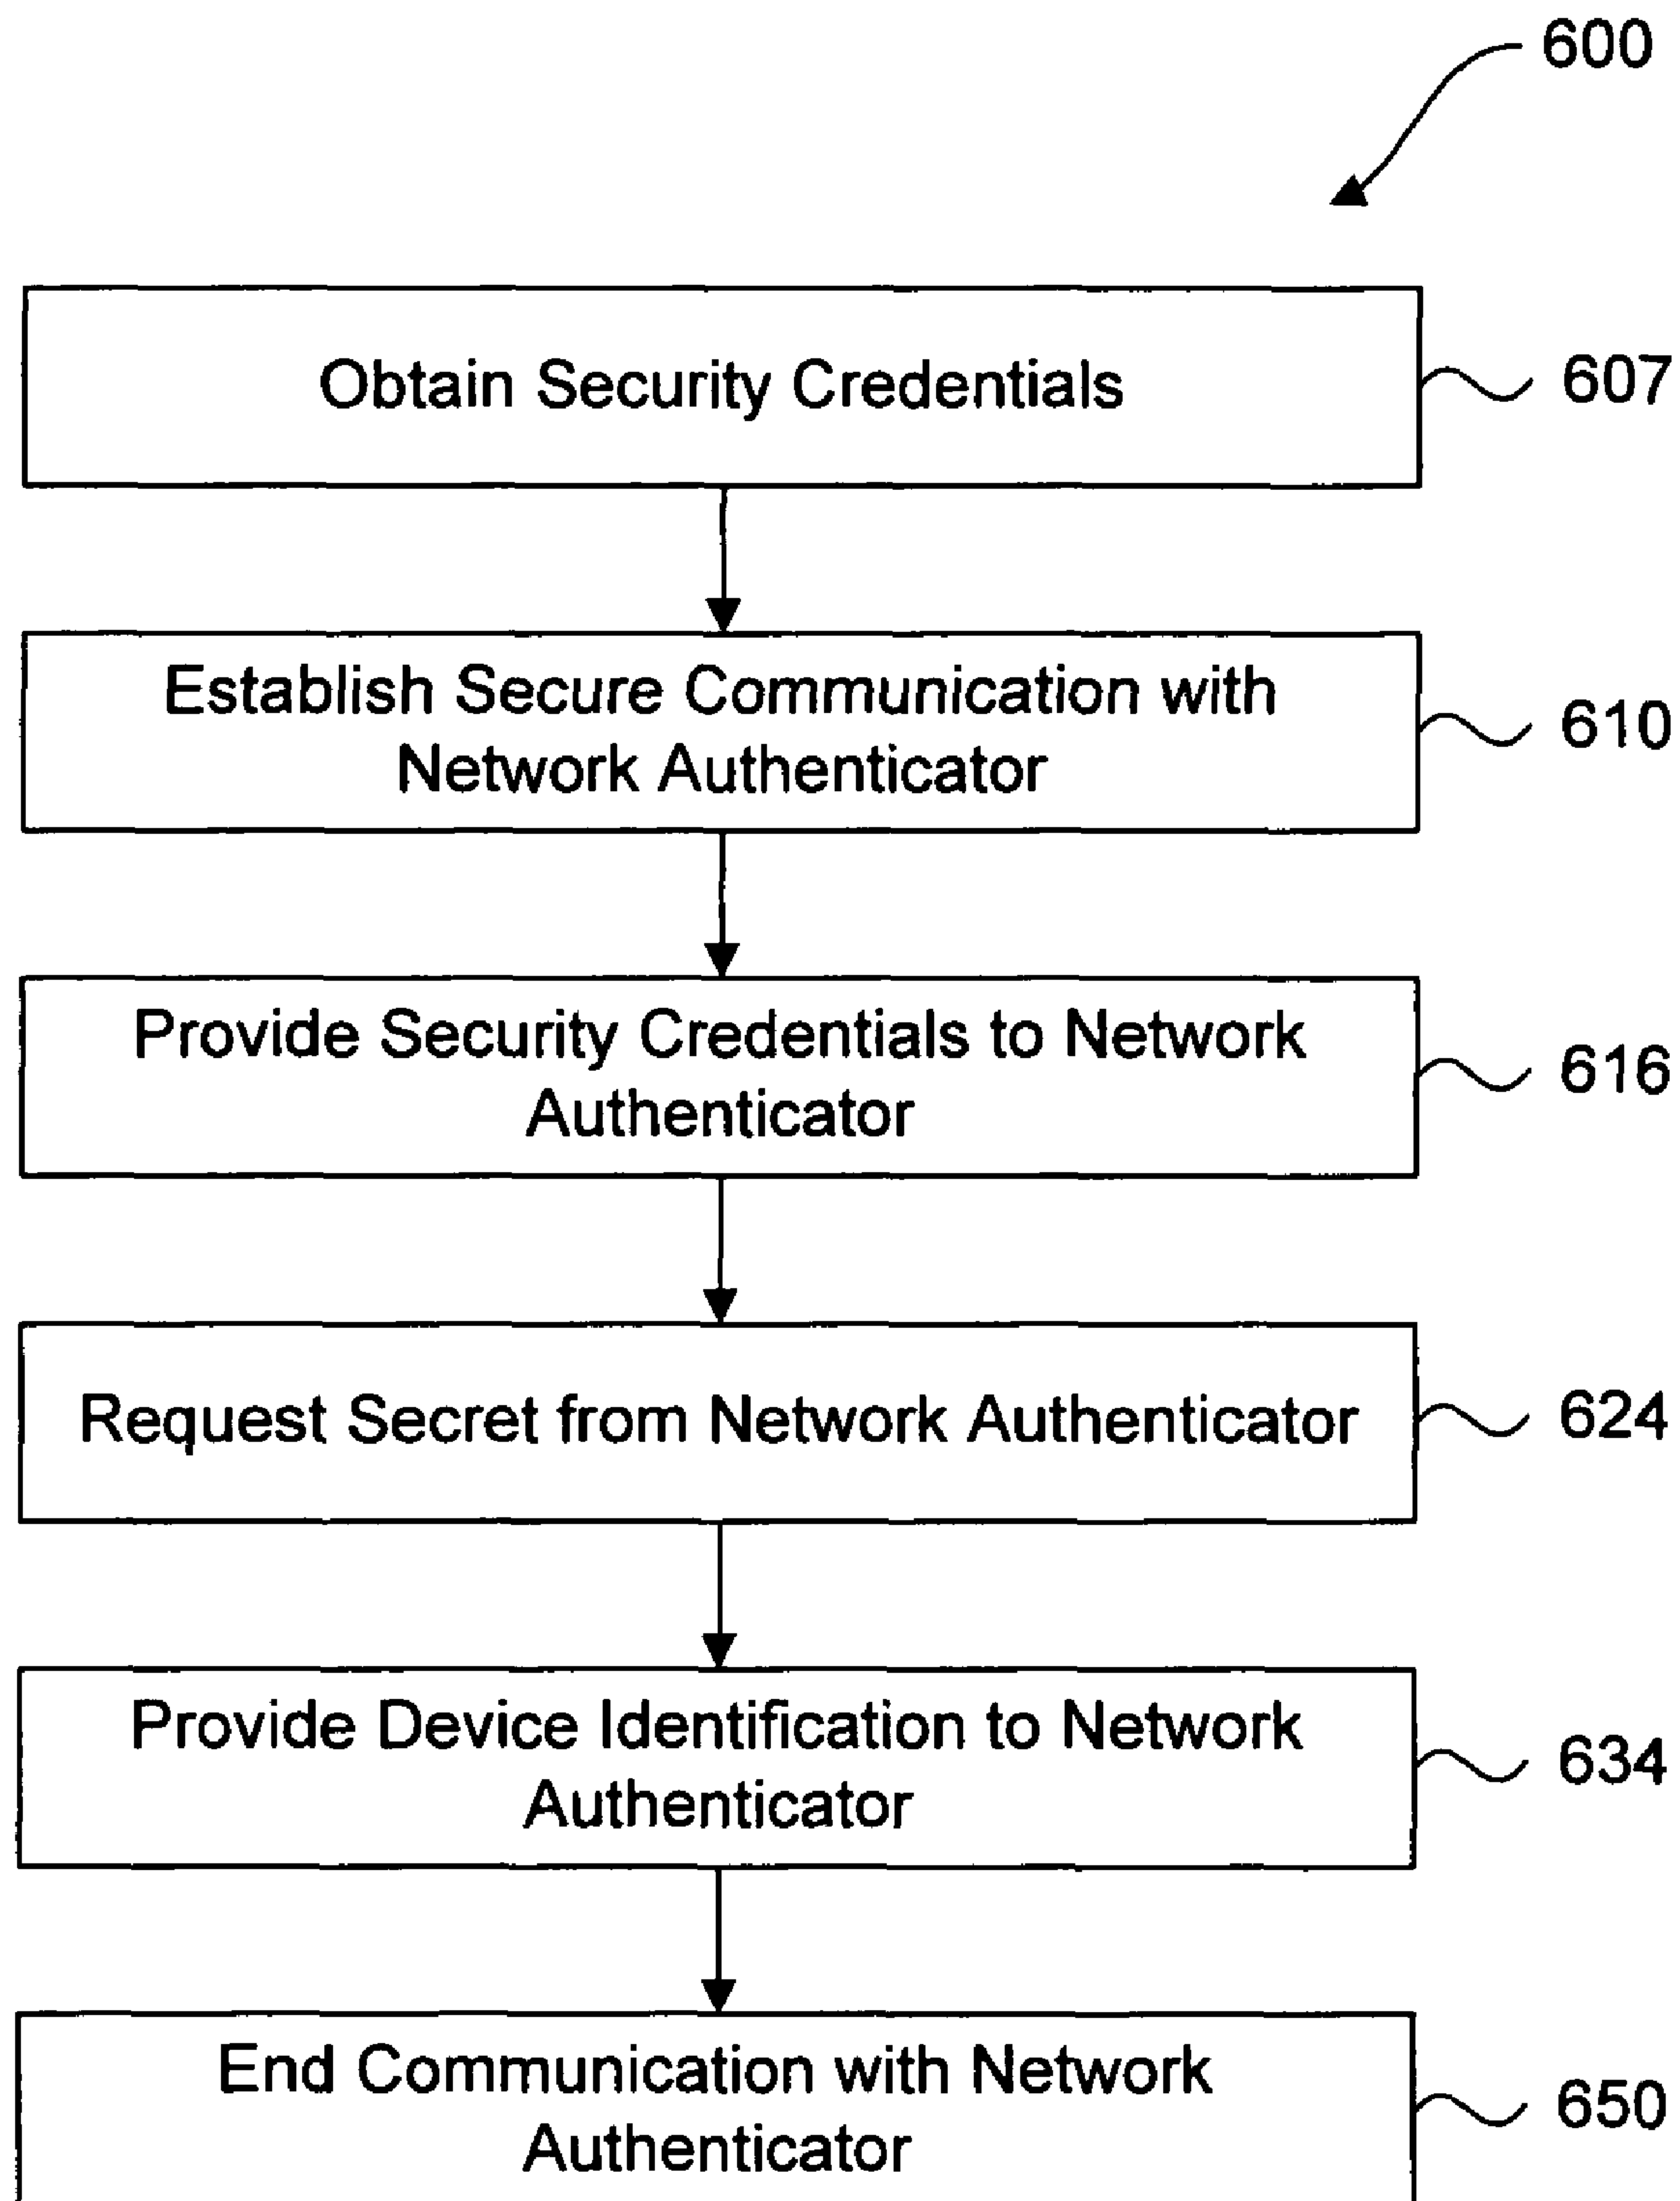 600
Obtain Security Credentials
607
Establish Secure Communication with
Network Authenticator
610
Provide Security Credentials to Network
Authenticator
616
Request Secret from Network Authenticator
624
Provide Device Identification to Network
Authenticator
634
End Communication with Network
Authenticator
650